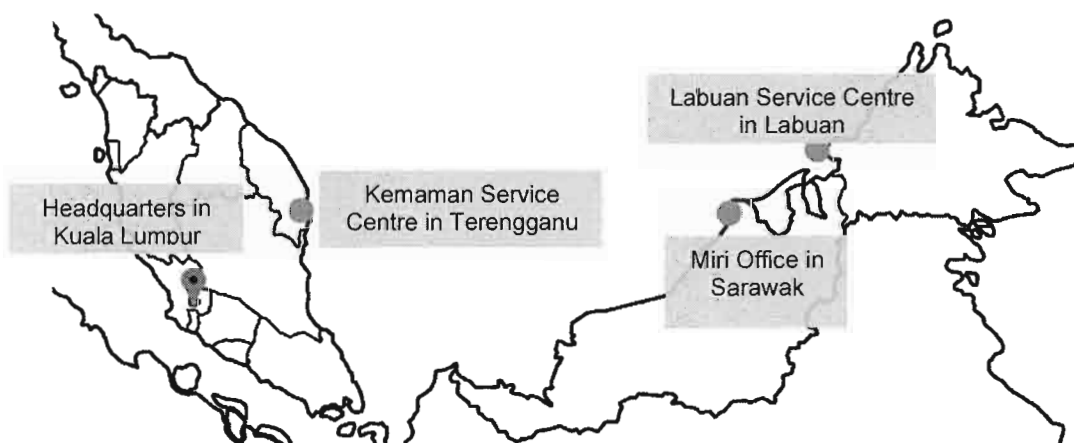 Labuan Service Centre
in Labuan
Headquarters in
Kuala Lumpur
Kemaman Service
Centre in Terengganu
Miri Office in
Sarawak